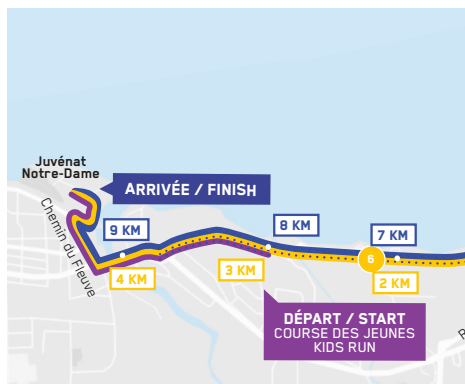 Juvénat
Notre-Dame
ARRIVÉE / FINISH
Chemin du Fleuve
9 KM
8 KM
7 KM
6
4 KM
3 KM
2 KM
DÉPART / START
COURSE DES JEUNES
KIDS RUN